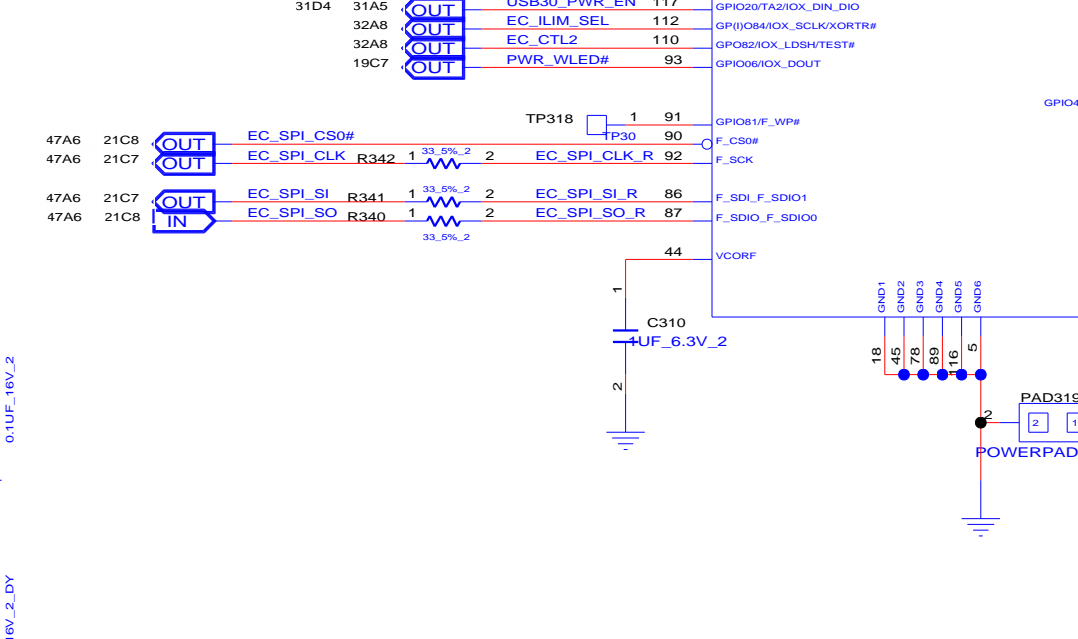 31D4 31A5 OUT USB30_PWR_EN 117 GPIO20/TA2/IOX_DIN_DIO
32A8 OUT EC_ILIM_SEL 112 GP(I)O84/IOX_SCLK/XORTR#
32A8 OUT EC_CTL2 110 GPO82/IOX_LDSH/TEST#
19C7 OUT PWR_WLED# 93 GPIO06/IOX_DOUT
GPIO4
TP318 1 91 GPIO81/F_WP#
TP30
47A6 21C8 OUT EC_SPI_CS0# 90 F_CS0#
47A6 21C7 OUT EC_SPI_CLK R342 1 33_5%_2 2 EC_SPI_CLK_R 92 F_SCK
47A6 21C7 OUT EC_SPI_SI R341 1 33_5%_2 2 EC_SPI_SI_R 86 F_SDI_F_SDIO1
47A6 21C8 IN EC_SPI_SO R340 1 2 EC_SPI_SO_R 87 F_SDIO_F_SDIO0
33_5%_2
44 VCORF
1
C310
1UF_6.3V_2
2
GND1 GND2 GND3 GND4 GND5 GND6
18 45 78 89 116 5
PAD319
2
2 1
POWERPAD
0.1UF_16V_2
16V_2_DY